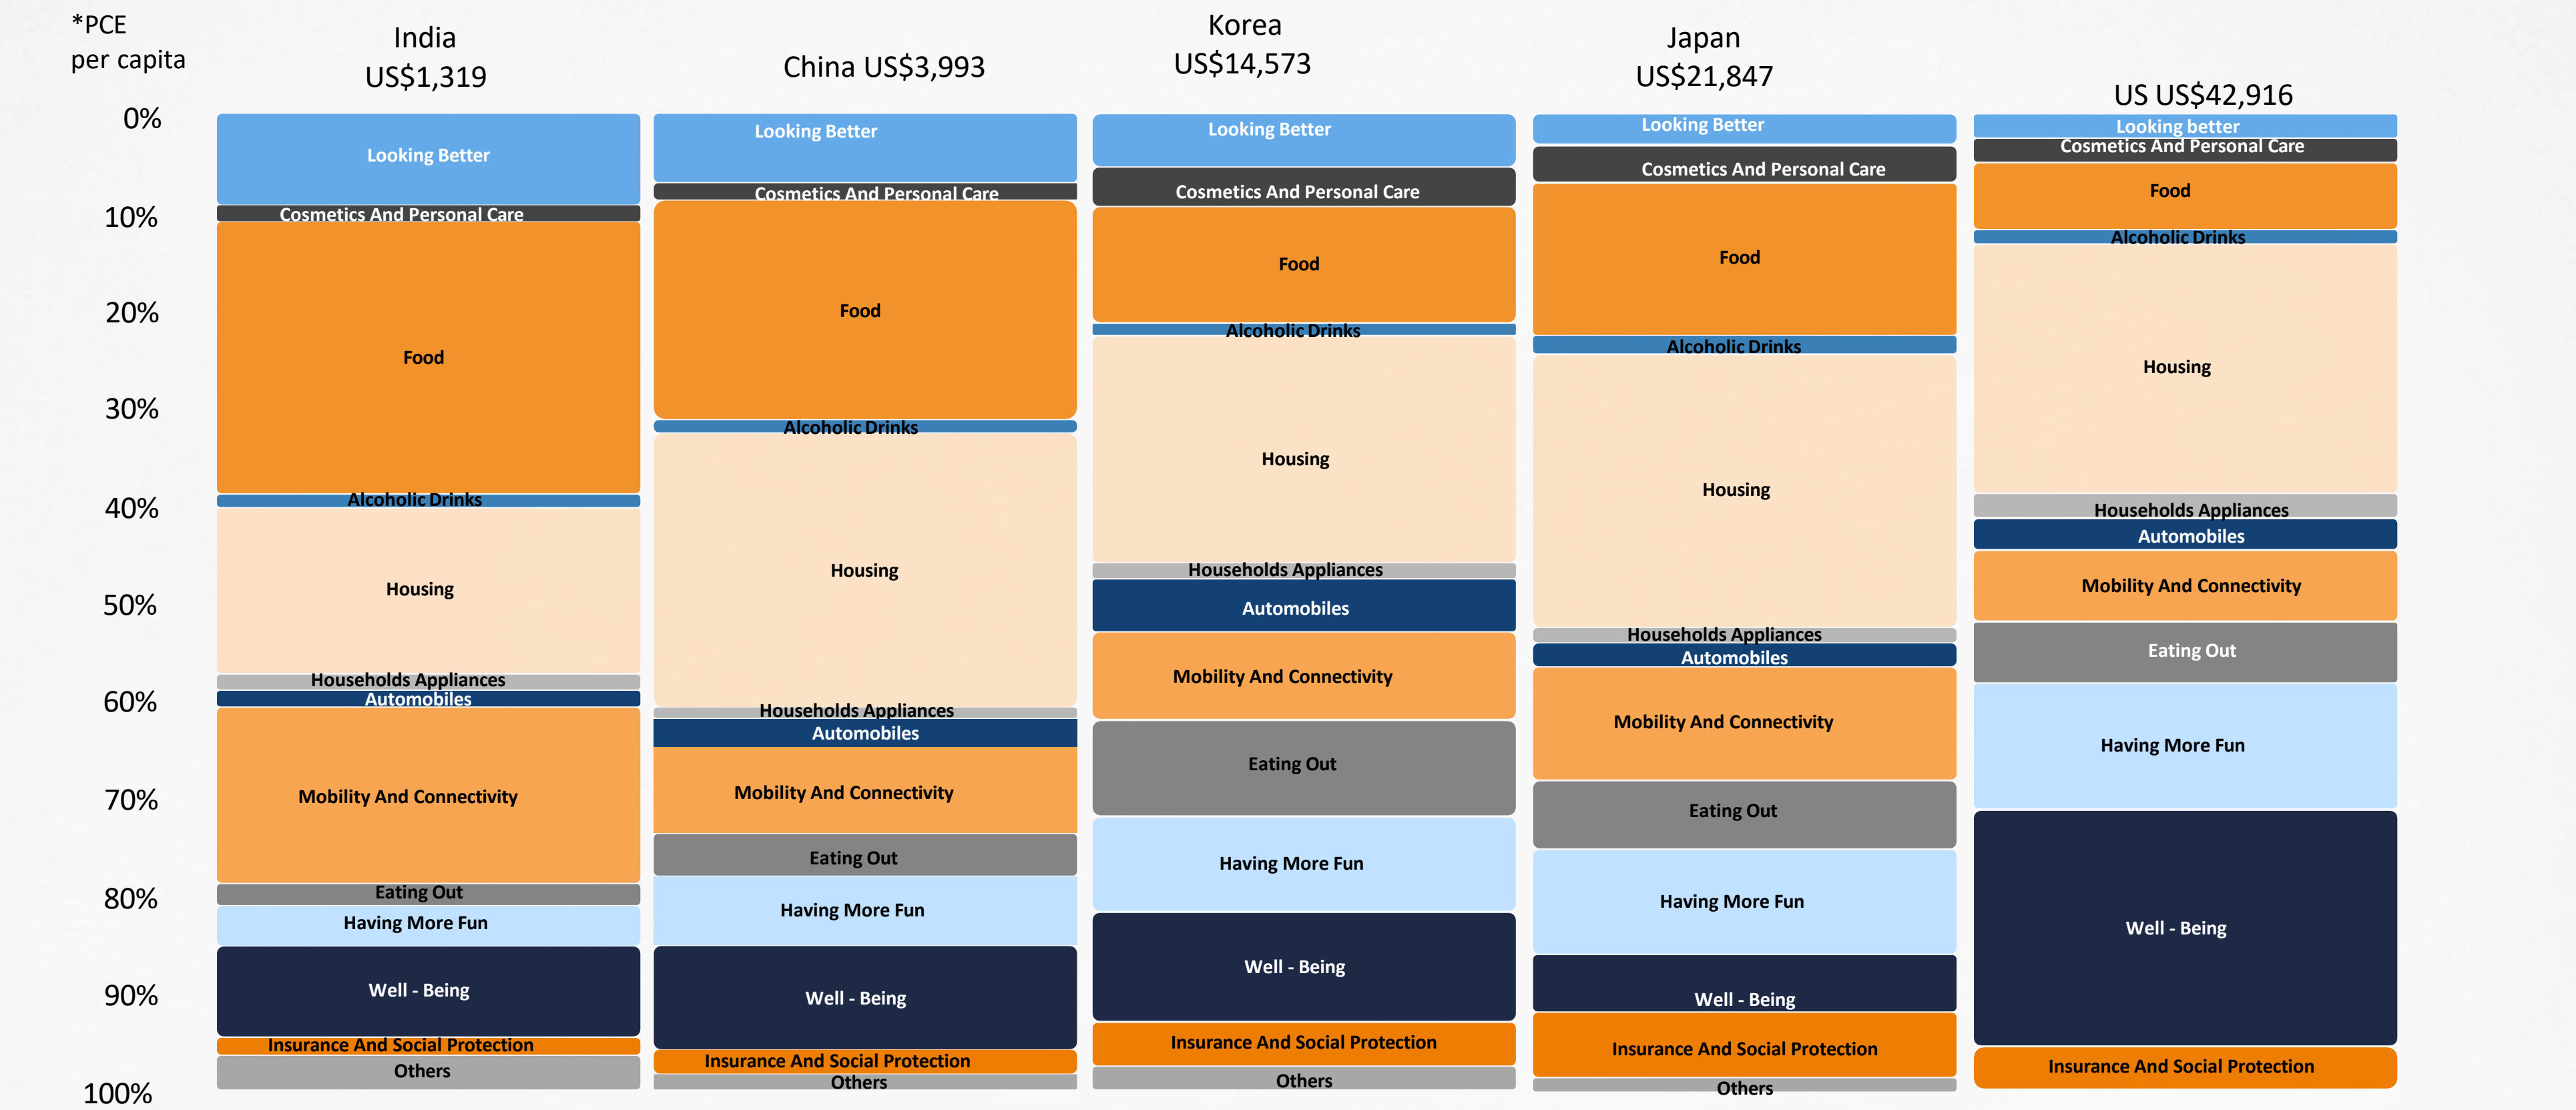 *PCE
per capita
India
US$1,319
China US$3,993
Korea
US$14,573
Japan
US$21,847
US US$42,916
0%
10%
20%
30%
40%
50%
60%
70%
80%
90%
100%
Looking Better
Cosmetics And Personal Care
Food
Alcoholic Drinks
Housing
Households Appliances
Automobiles
Mobility And Connectivity
Eating Out
Having More Fun
Well - Being
Insurance And Social Protection
Others
Looking Better
Cosmetics And Personal Care
Food
Alcoholic Drinks
Housing
Households Appliances
Automobiles
Mobility And Connectivity
Eating Out
Having More Fun
Well - Being
Insurance And Social Protection
Others
Looking Better
Cosmetics And Personal Care
Food
Alcoholic Drinks
Housing
Households Appliances
Automobiles
Mobility And Connectivity
Eating Out
Having More Fun
Well - Being
Insurance And Social Protection
Others
Looking Better
Cosmetics And Personal Care
Food
Alcoholic Drinks
Housing
Households Appliances
Automobiles
Mobility And Connectivity
Eating Out
Having More Fun
Well - Being
Insurance And Social Protection
Others
Looking better
Cosmetics And Personal Care
Food
Alcoholic Drinks
Housing
Households Appliances
Automobiles
Mobility And Connectivity
Eating Out
Having More Fun
Well - Being
Insurance And Social Protection